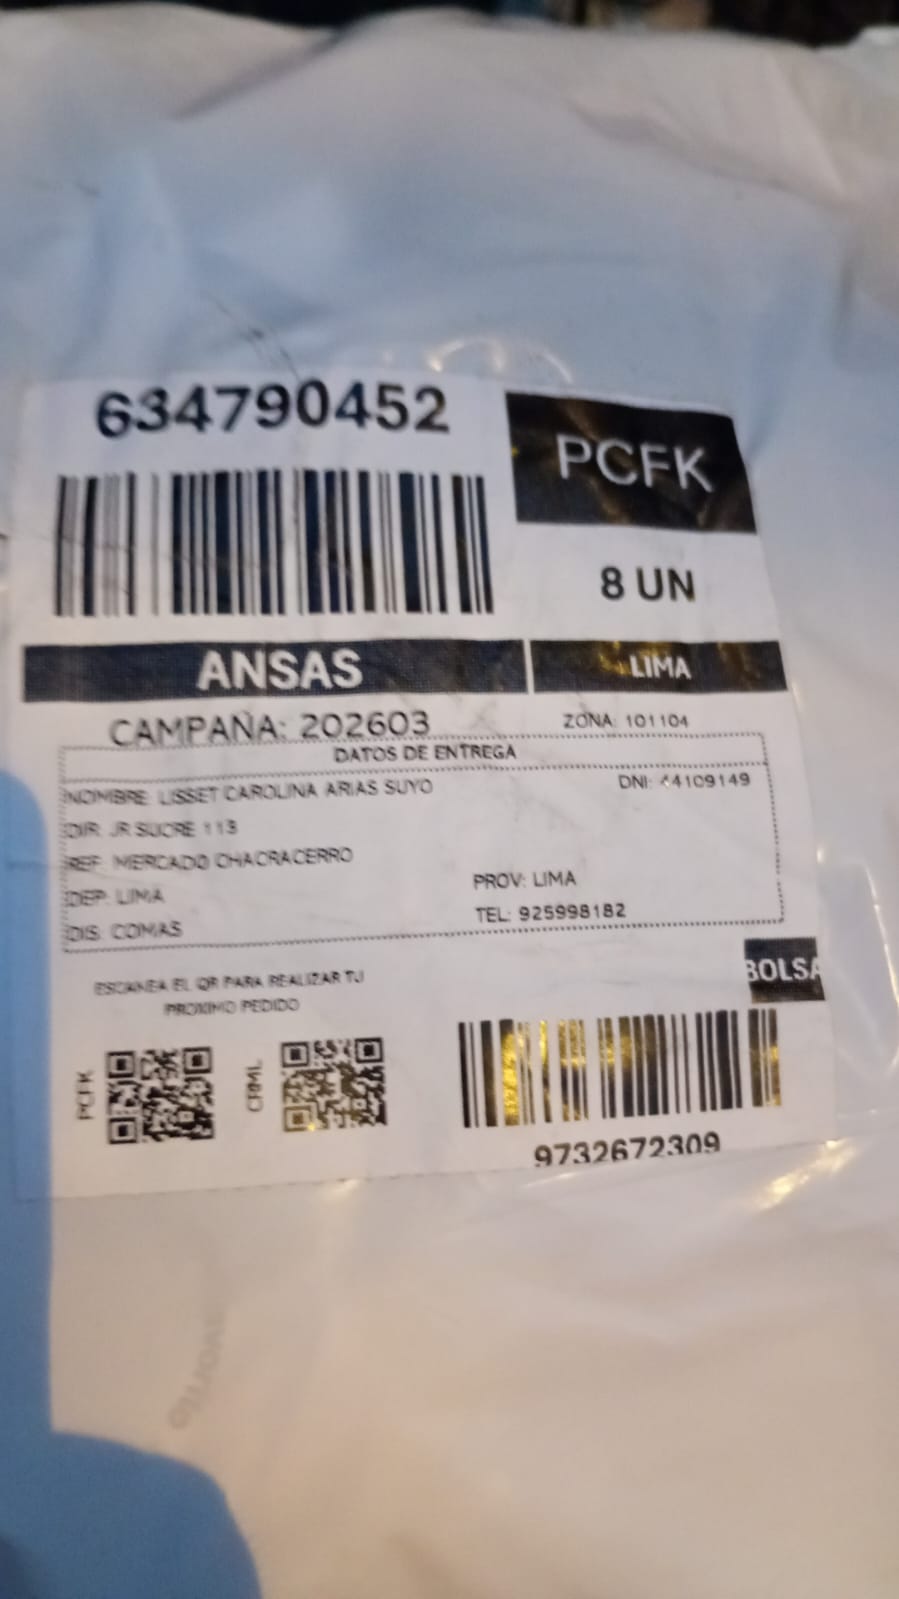 634790452
PCFK
8 UN
ANSAS
LIMA
CAMPAÑA: 202603
ZONA: 101104
DATOS DE ENTREGA
NOMBRE: LISSET CAROLINA ARIAS SUYO
DNI: 44109149
DIR: JR SUCRE 113
REF: MERCADO CHACRACERRO
DEP: LIMA
PROV: LIMA
DIS: COMAS
TEL: 925998182
ESCANEA EL QR PARA REALIZAR TU
PROXIMO PEDIDO
BOLSA
PCFK
CRML
9732672309